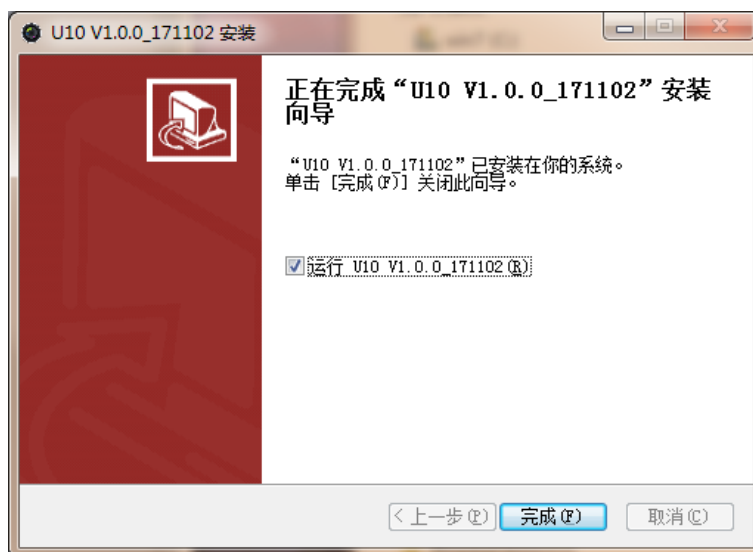 U10 V1.0.0_171102 安装
正在完成“U10 V1.0.0_171102”安装
向导
“U10 V1.0.0_171102”已安装在你的系统。
单击 [完成(F)] 关闭此向导。
运行 U10 V1.0.0_171102(R)
< 上一步(P)
完成(F)
取消(C)